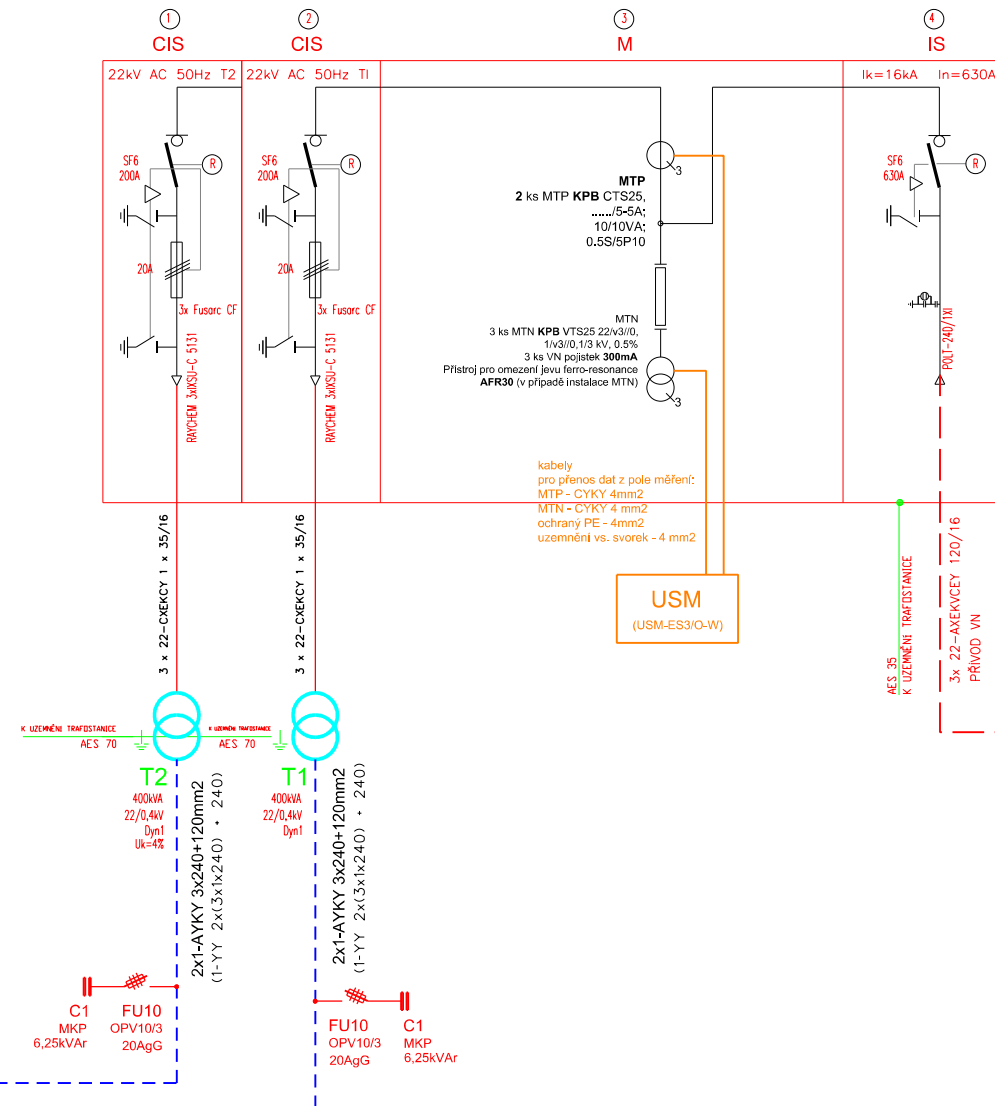 1
CIS
2
CIS
3
M
4
IS
22kV AC 50Hz T2
22kV AC 50Hz T1
Ik=16kA In=630A
SF6
200A
R
SF6
200A
R
SF6
630A
R
3
MTP
2 ks MTP KPB CTS25,
....../5-5A;
10/10VA;
0.5S/5P10
20A
3x Fusarc CF
20A
3x Fusarc CF
RAYCHEM 3xIXSU-C 5131
RAYCHEM 3xIXSU-C 5131
MTN
3 ks MTN KPB VTS25 22/v3//0,
1/v3//0,1/3 kV, 0.5%
3 ks VN pojistek 300mA
Přístroj pro omezení jevu ferro-resonance
AFR30 (v případě instalace MTN)
3
POLT-24D/1XI
kabely
pro přenos dat z pole měření:
MTP - CYKY 4mm2
MTN - CYKY 4 mm2
ochraný PE - 4mm2
uzemnění vs. svorek - 4 mm2
USM
(USM-ES3/O-W)
3 x 22-CXEKCY 1 x 35/16
3 x 22-CXEKCY 1 x 35/16
AES 35
K UZEMNĚNÍ TRAFOSTANICE
3x 22-AXEKVCEY 120/16
PŘÍVOD VN
K UZEMNĚNÍ TRAFOSTANICE
AES 70
K UZEMNĚNÍ TRAFOSTANICE
AES 70
T2
400kVA
22/0,4kV
Dyn1
Uk=4%
T1
400kVA
22/0,4kV
Dyn1
2x1-AYKY 3x240+120mm2
(1-YY 2x(3x1x240) + 240)
2x1-AYKY 3x240+120mm2
(1-YY 2x(3x1x240) + 240)
C1
MKP
6,25kVAr
FU10
OPV10/3
20AgG
FU10
OPV10/3
20AgG
C1
MKP
6,25kVAr